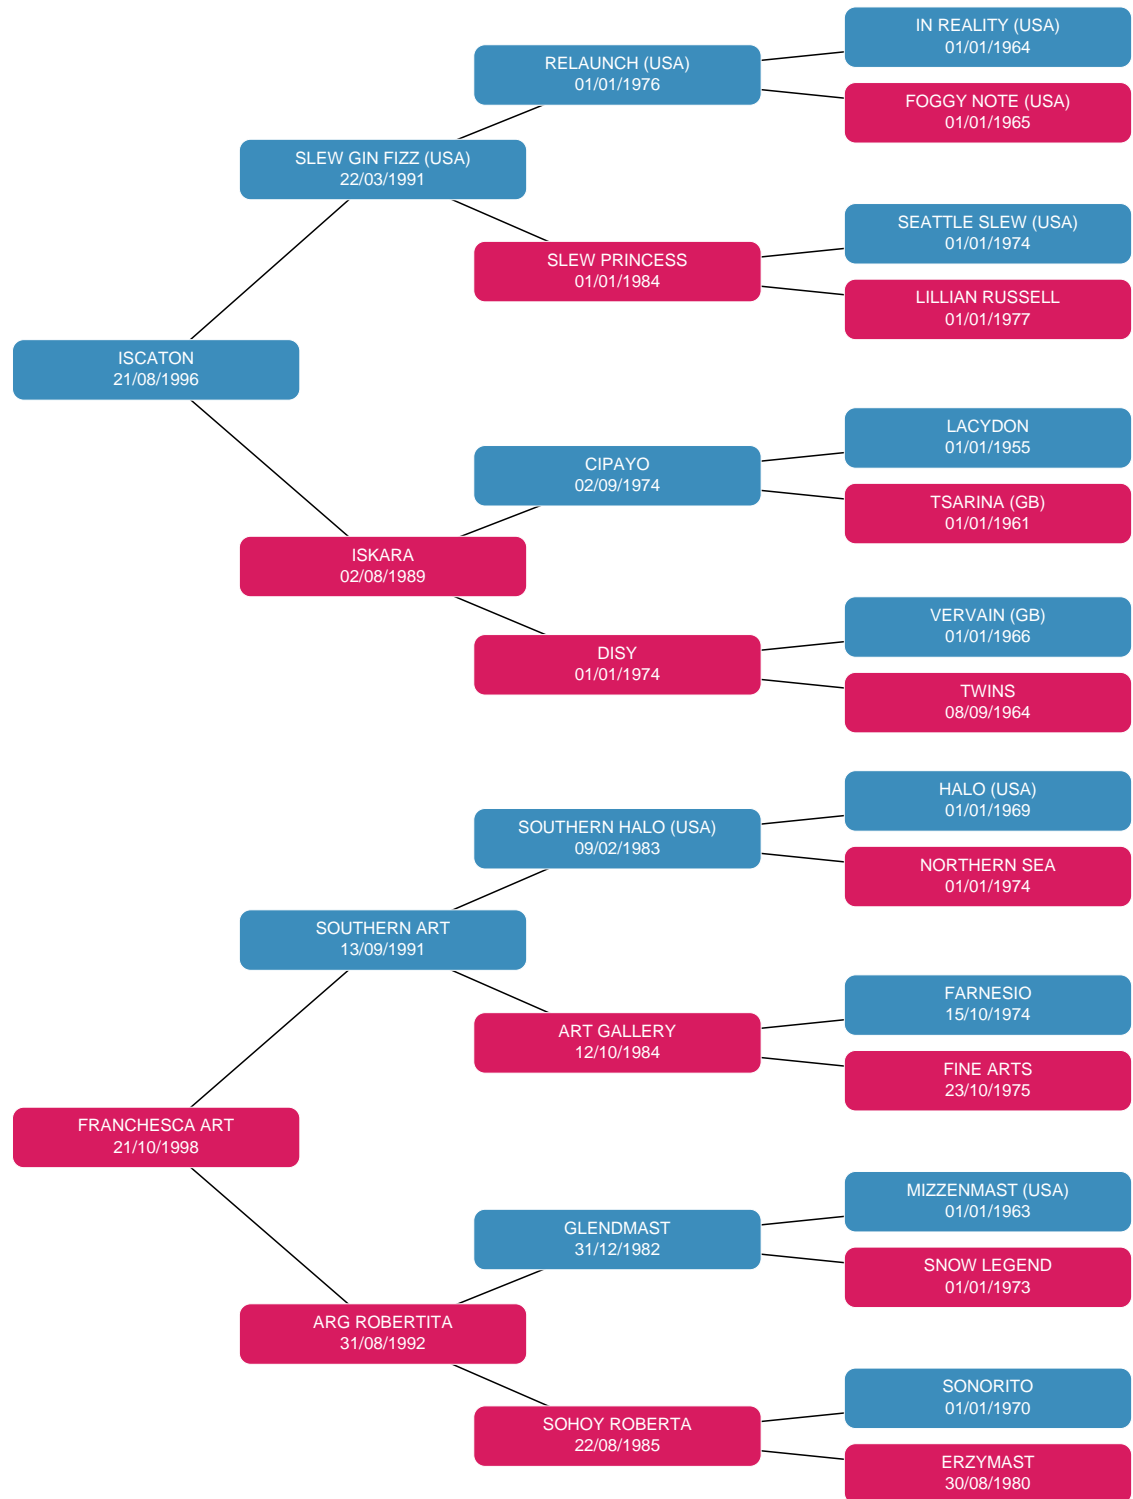 IN REALITY (USA)
01/01/1964
RELAUNCH (USA)
01/01/1976
FOGGY NOTE (USA)
01/01/1965
SLEW GIN FIZZ (USA)
22/03/1991
SEATTLE SLEW (USA)
01/01/1974
SLEW PRINCESS
01/01/1984
LILLIAN RUSSELL
01/01/1977
ISCATON
21/08/1996
LACYDON
01/01/1955
CIPAYO
02/09/1974
TSARINA (GB)
01/01/1961
ISKARA
02/08/1989
VERVAIN (GB)
01/01/1966
DISY
01/01/1974
TWINS
08/09/1964
HALO (USA)
01/01/1969
SOUTHERN HALO (USA)
09/02/1983
NORTHERN SEA
01/01/1974
SOUTHERN ART
13/09/1991
FARNESIO
15/10/1974
ART GALLERY
12/10/1984
FINE ARTS
23/10/1975
FRANCHESCA ART
21/10/1998
MIZZENMAST (USA)
01/01/1963
GLENDMAST
31/12/1982
SNOW LEGEND
01/01/1973
ARG ROBERTITA
31/08/1992
SONORITO
01/01/1970
SOHOY ROBERTA
22/08/1985
ERZYMAST
30/08/1980